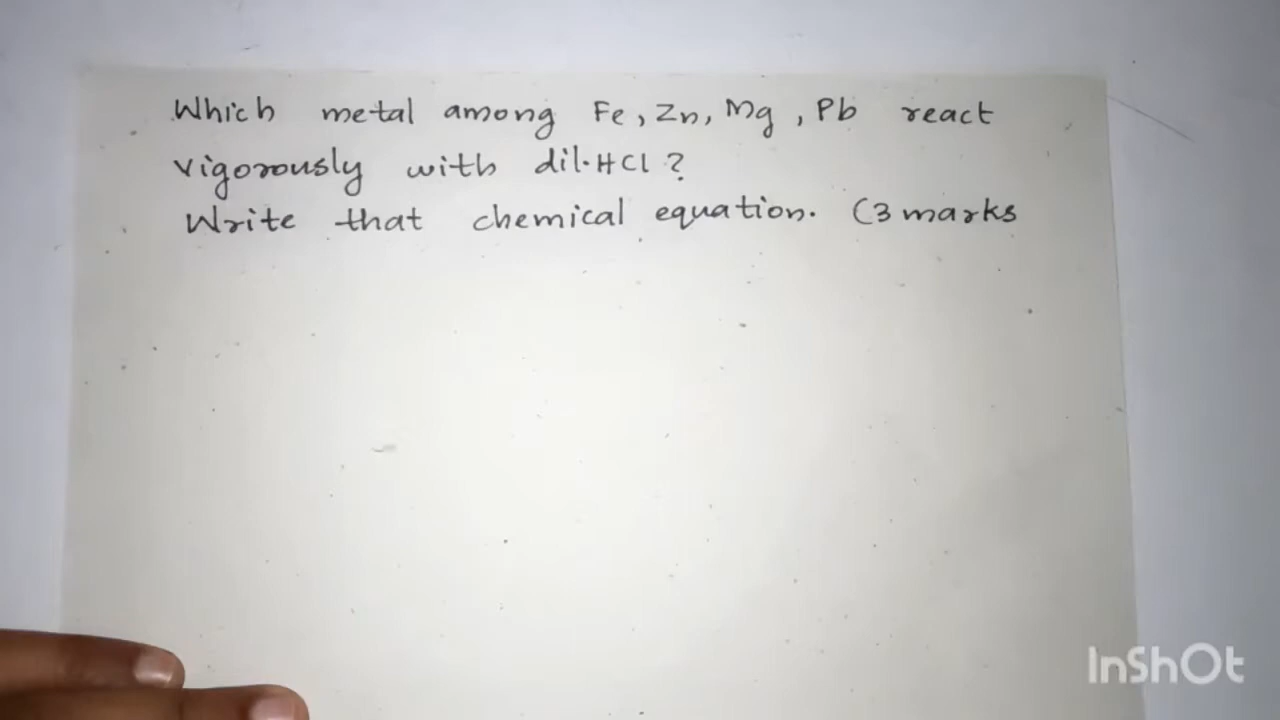 Which metal among Fe, Zn, Mg, Pb react
vigorously with dil.HCl ?
Write that chemical equation. (3 marks
InShOt